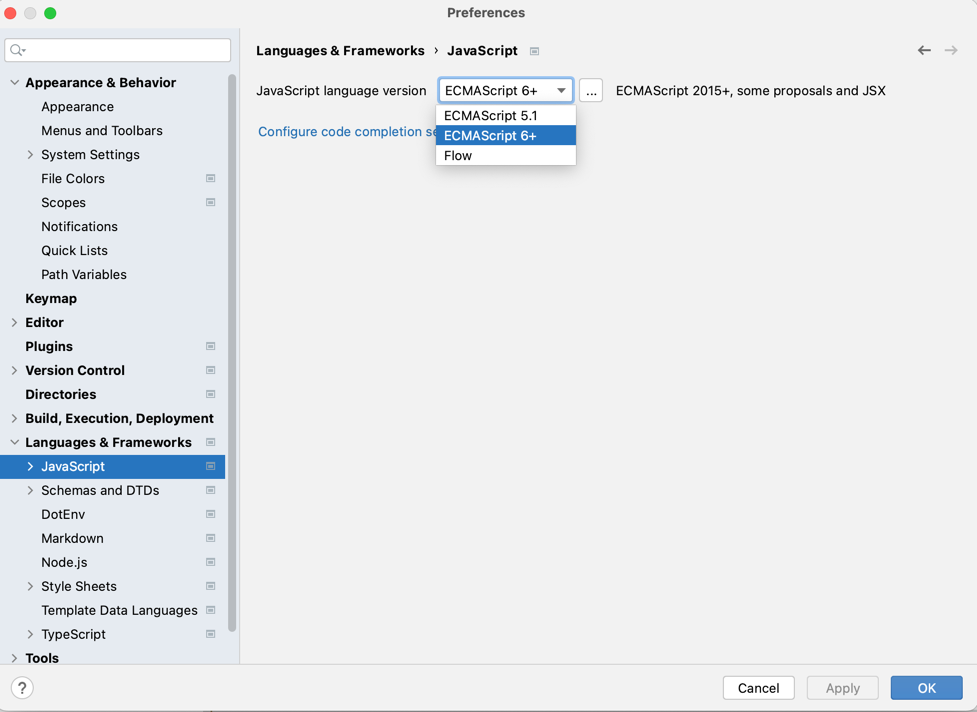 Preferences
Appearance & Behavior
Appearance
Menus and Toolbars
System Settings
File Colors
Scopes
Notifications
Quick Lists
Path Variables
Keymap
Editor
Plugins
Version Control
Directories
Build, Execution, Deployment
Languages & Frameworks
JavaScript
Schemas and DTDs
DotEnv
Markdown
Node.js
Style Sheets
Template Data Languages
TypeScript
Tools
Languages & Frameworks › JavaScript
JavaScript language version ECMAScript 6+ ... ECMAScript 2015+, some proposals and JSX
ECMAScript 5.1
Configure code completion
ECMAScript 6+
Flow
? Cancel Apply OK